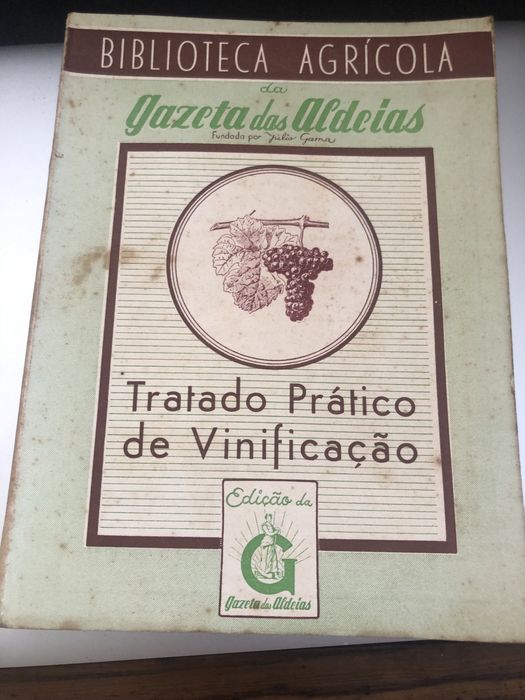 BIBLIOTECA AGRÍCOLA
da
Gazeta das Aldeias
Fundada por Júlio Gama
Tratado Prático
de Vinificação
Edição da
G
Gazeta das Aldeias